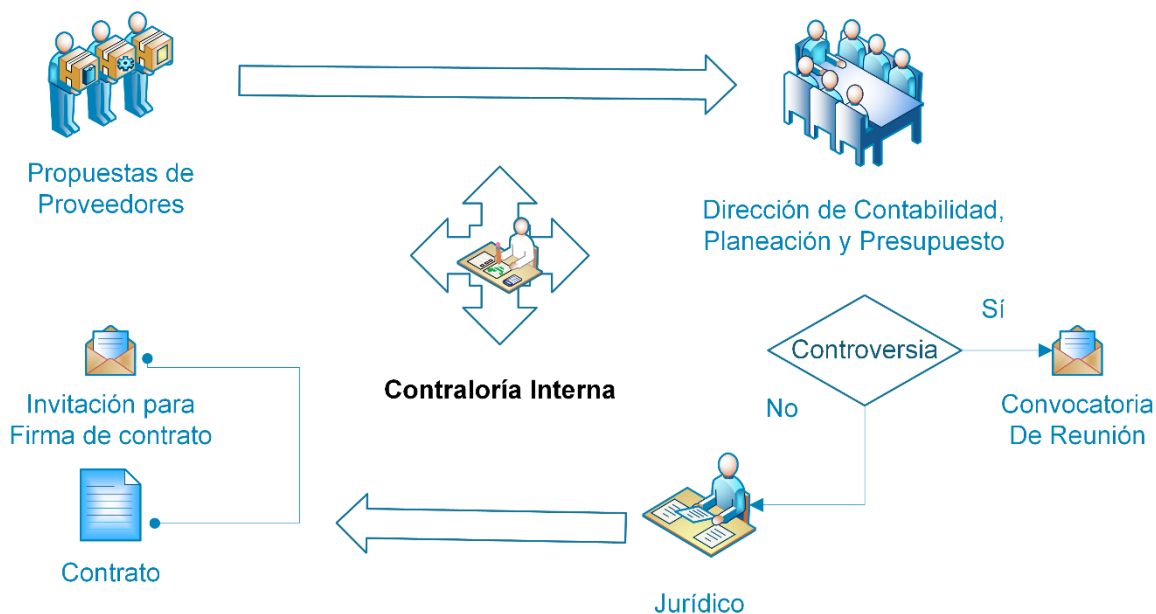 Propuestas de
Proveedores
Dirección de Contabilidad,
Planeación y Presupuesto
Contraloría Interna
Controversia
Sí
No
Convocatoria
De Reunión
Invitación para
Firma de contrato
Contrato
Jurídico